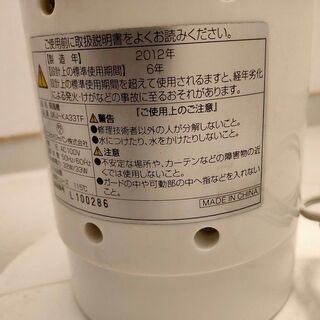 ご使用前に取扱説明書をよくお読みください。
【製造年】 2012年
【設計上の標準使用期間】 6年
【設計上の標準使用期間】を超えて使用されますと、経年劣化
による発火・けがなどの事故に至るおそれがあります。
SKJ-KA33TF
株式会社
AC100V
50Hz/60Hz
/33W
115℃
L100286
「ご使用上のご注意」
警告
●修理技術者以外の人が分解しないこと。
●水につけたり、水をかけたりしないこと。
注意
●不安定な場所や、カーテンなどの障害物の近
くでは使用しないこと。
●ガードの中や可動部の中へ指などを入れない
こと。
MADE IN CHINA